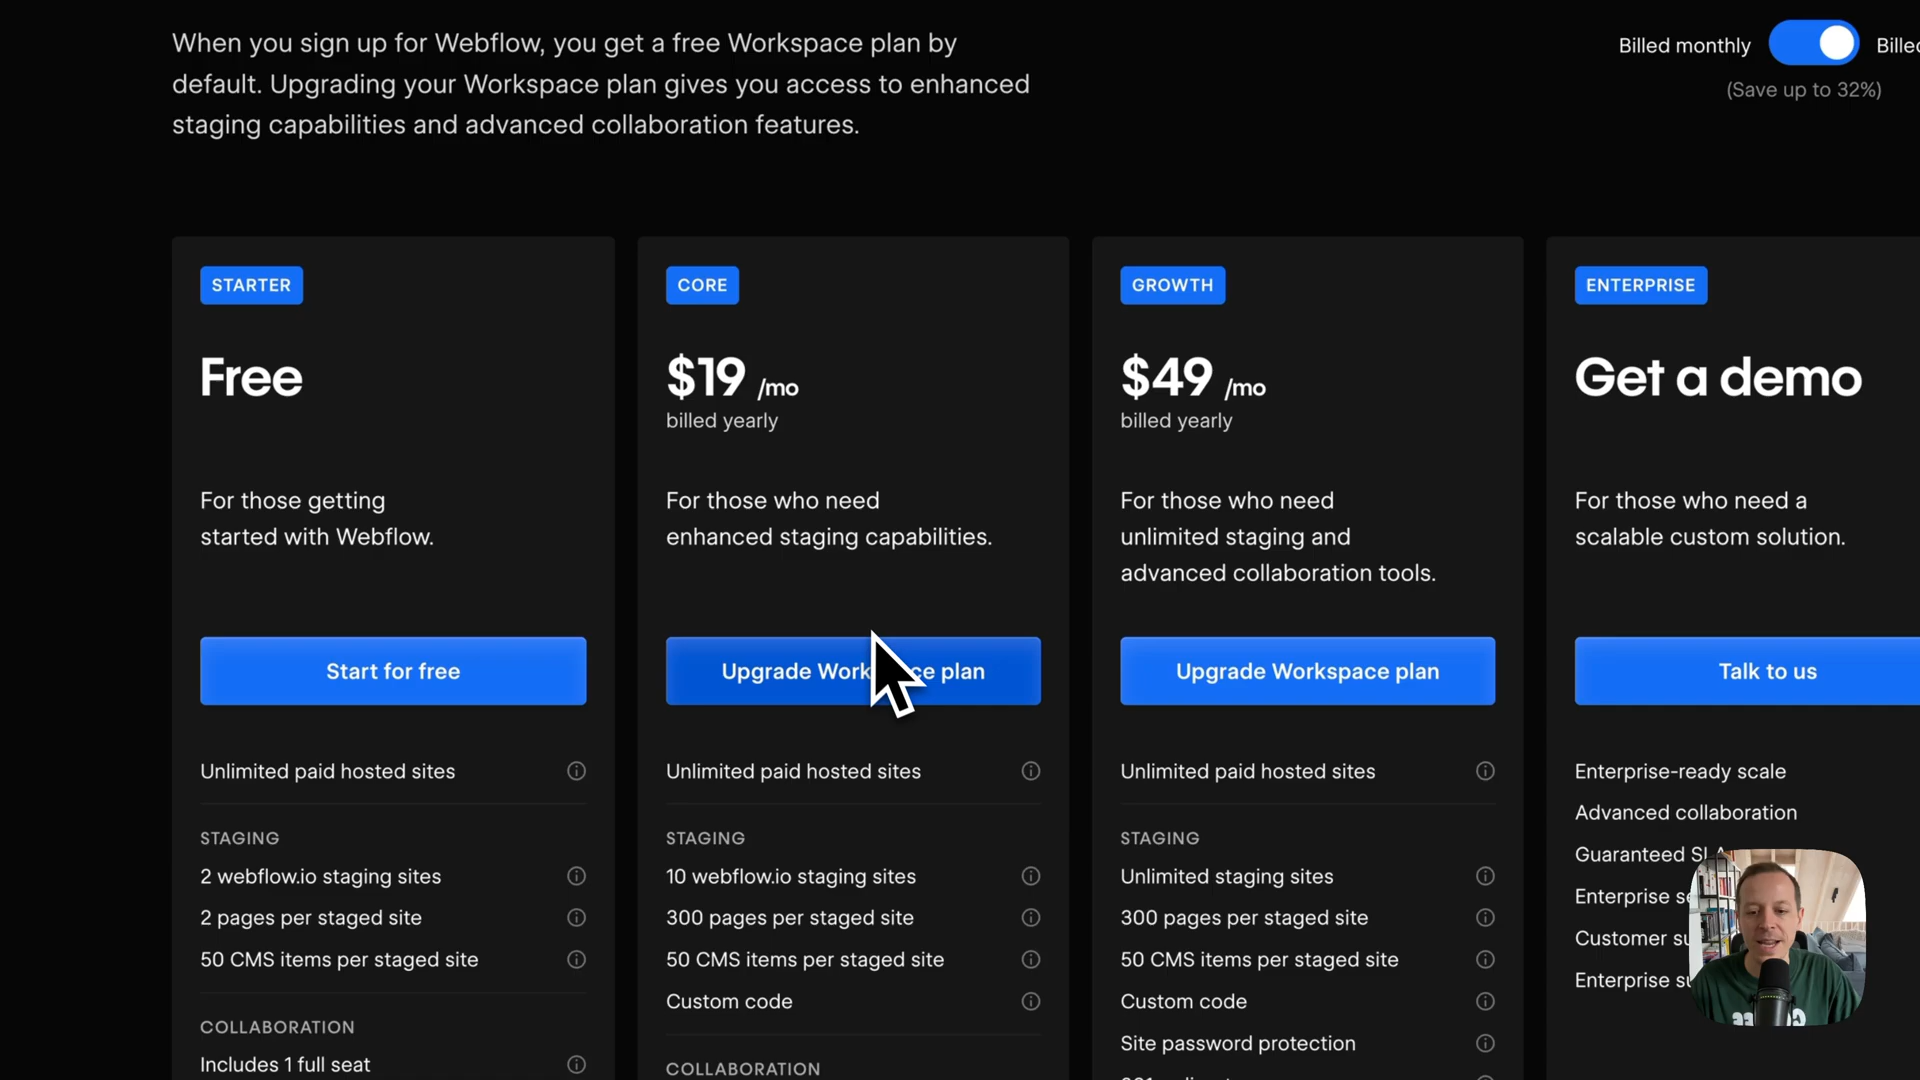 When you sign up for Webflow, you get a free Workspace plan by
default. Upgrading your Workspace plan gives you access to enhanced
staging capabilities and advanced collaboration features.
Billed monthly
(Save up to 32%)
STARTER
Free
For those getting
started with Webflow.
Start for free
Unlimited paid hosted sites
STAGING
2 webflow.io staging sites
2 pages per staged site
50 CMS items per staged site
COLLABORATION
Includes 1 full seat
CORE
$19 /mo
billed yearly
For those who need
enhanced staging capabilities.
Upgrade plan
Unlimited paid hosted sites
STAGING
10 webflow.io staging sites
300 pages per staged site
50 CMS items per staged site
Custom code
COLLABORATION
GROWTH
$49 /mo
billed yearly
For those who need
unlimited staging and
advanced collaboration tools.
Upgrade Workspace plan
Unlimited paid hosted sites
STAGING
Unlimited staging sites
300 pages per staged site
50 CMS items per staged site
Custom code
Site password protection
ENTERPRISE
Get a demo
For those who need a
scalable custom solution.
Talk to us
Enterprise-ready scale
Advanced collaboration
Guaranteed
Enterprise
Customer
Enterprise